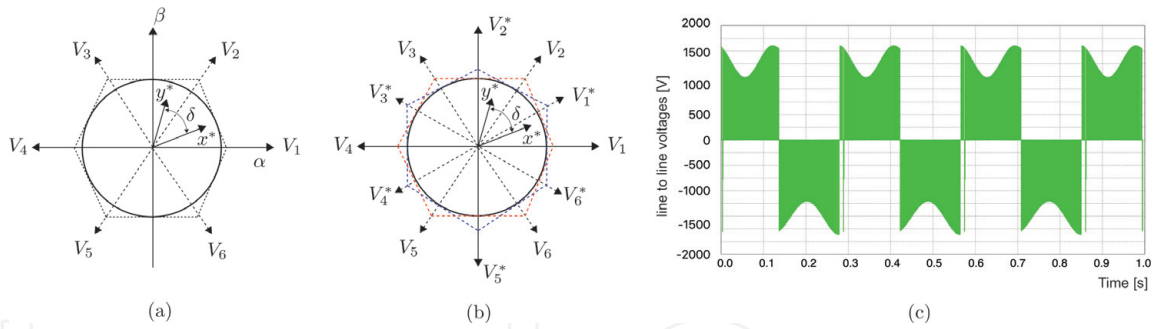 β
V₃
V₂
y*
δ
x*
V₄
V₁
α
V₅
V₆
(a)
V₂*
V₃
V₂
V₃*
y*
V₁*
δ
x*
V₄
V₁
V₄*
V₆*
V₅
V₆
V₅*
(b)
line to line voltages [V]
2000
1500
1000
500
0
-500
-1000
-1500
-2000
0.0 0.1 0.2 0.3 0.4 0.5 0.6 0.7 0.8 0.9 1.0
Time [s]
(c)